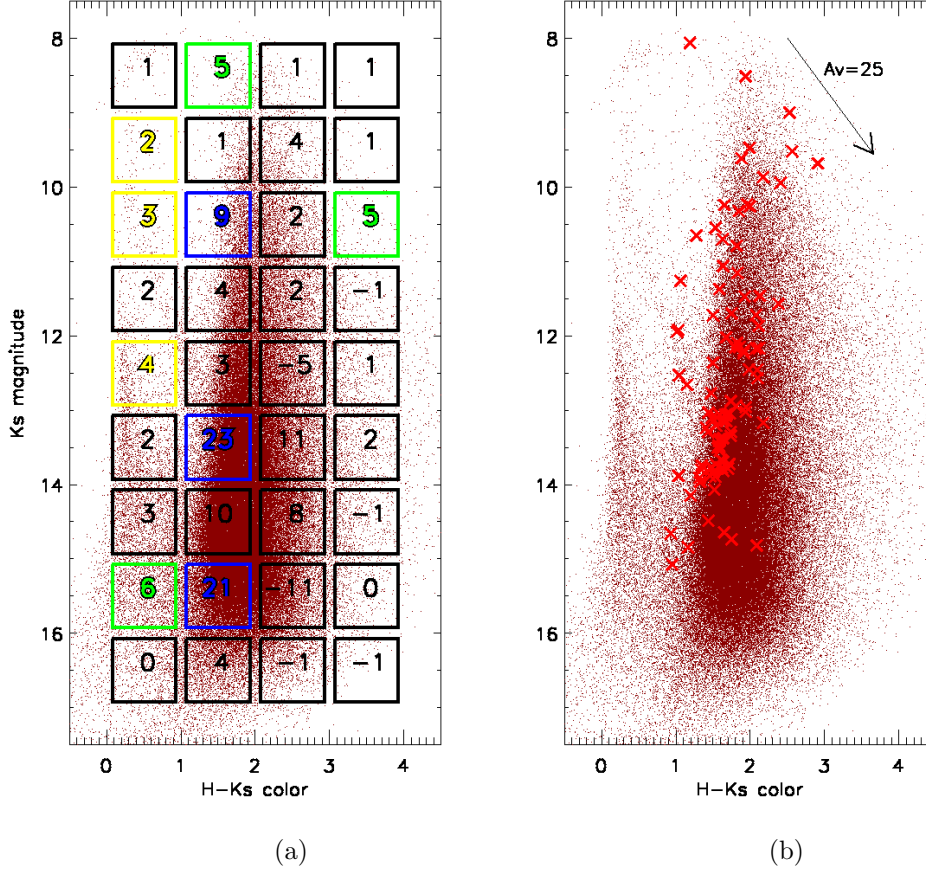 8
10
12
14
16
Ks magnitude
1 5 1 1
2 1 4 1
3 9 2 5
2 4 2 −1
4 3 −5 1
2 23 11 2
3 10 8 −1
6 21 −11 0
0 4 −1 −1
0 1 2 3 4
H−Ks color
(a)
8
10
12
14
16
Av=25
0 1 2 3 4
H−Ks color
(b)